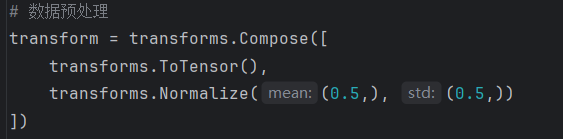 # 数据预处理
transform = transforms.Compose([
    transforms.ToTensor(),
    transforms.Normalize( mean: (0.5,), std: (0.5,))
])